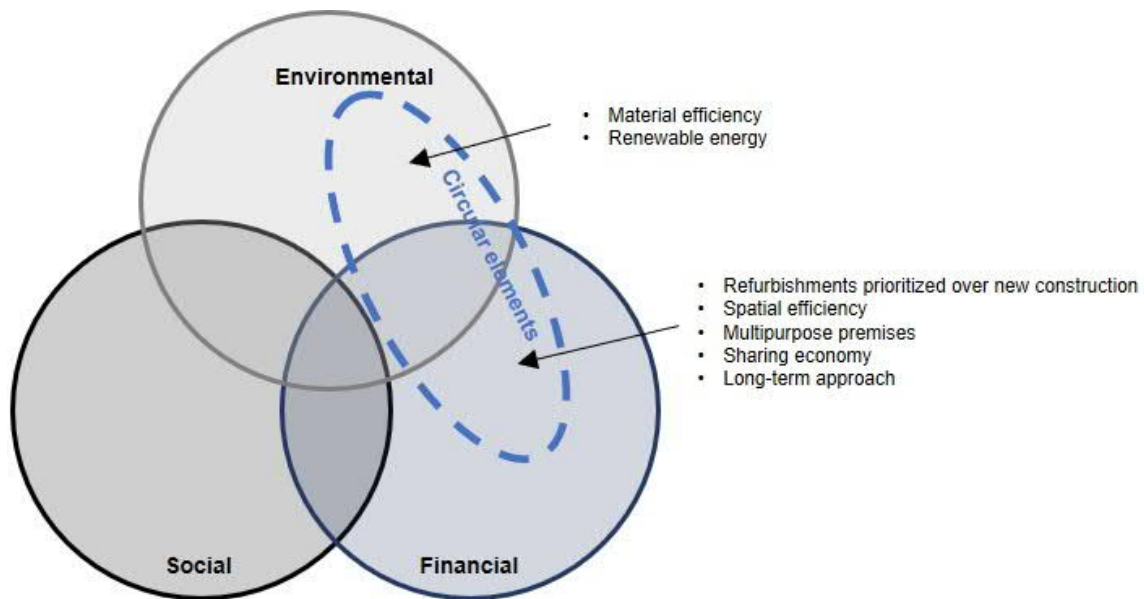 Environmental
• Material efficiency
• Renewable energy
Circular elements
• Refurbishments prioritized over new construction
• Spatial efficiency
• Multipurpose premises
• Sharing economy
• Long-term approach
Social
Financial